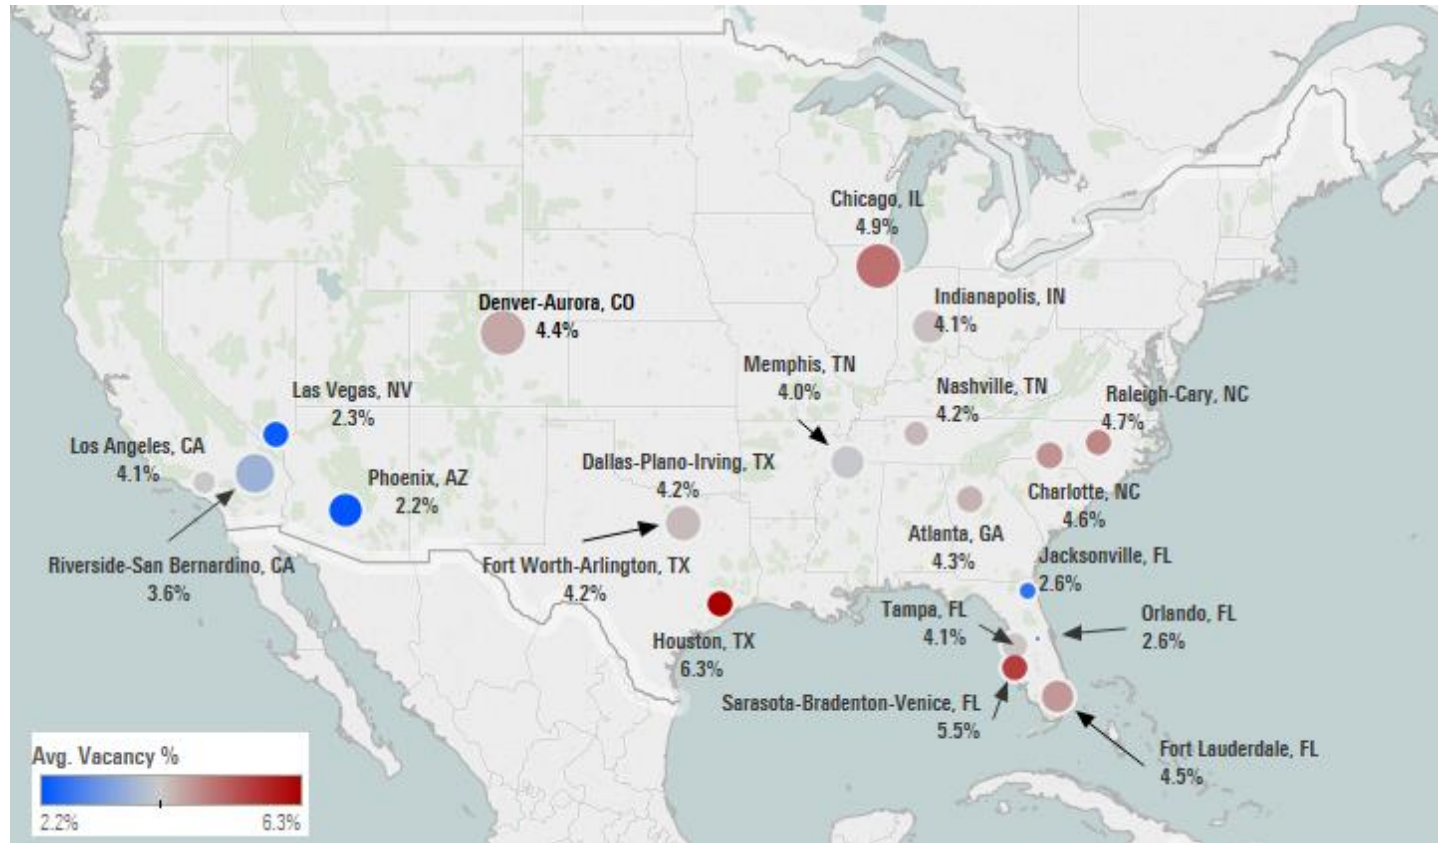 Chicago, IL
4.9%
Denver-Aurora, CO
4.4%
Indianapolis, IN
4.1%
Memphis, TN
4.0%
Nashville, TN
4.2%
Raleigh-Cary, NC
4.7%
Las Vegas, NV
2.3%
Los Angeles, CA
4.1%
Phoenix, AZ
2.2%
Dallas-Plano-Irving, TX
4.2%
Charlotte, NC
4.6%
Atlanta, GA
4.3%
Riverside-San Bernardino, CA
3.6%
Fort Worth-Arlington, TX
4.2%
Jacksonville, FL
2.6%
Tampa, FL
4.1%
Orlando, FL
2.6%
Houston, TX
6.3%
Sarasota-Bradenton-Venice, FL
5.5%
Fort Lauderdale, FL
4.5%
Avg. Vacancy %
2.2% 6.3%